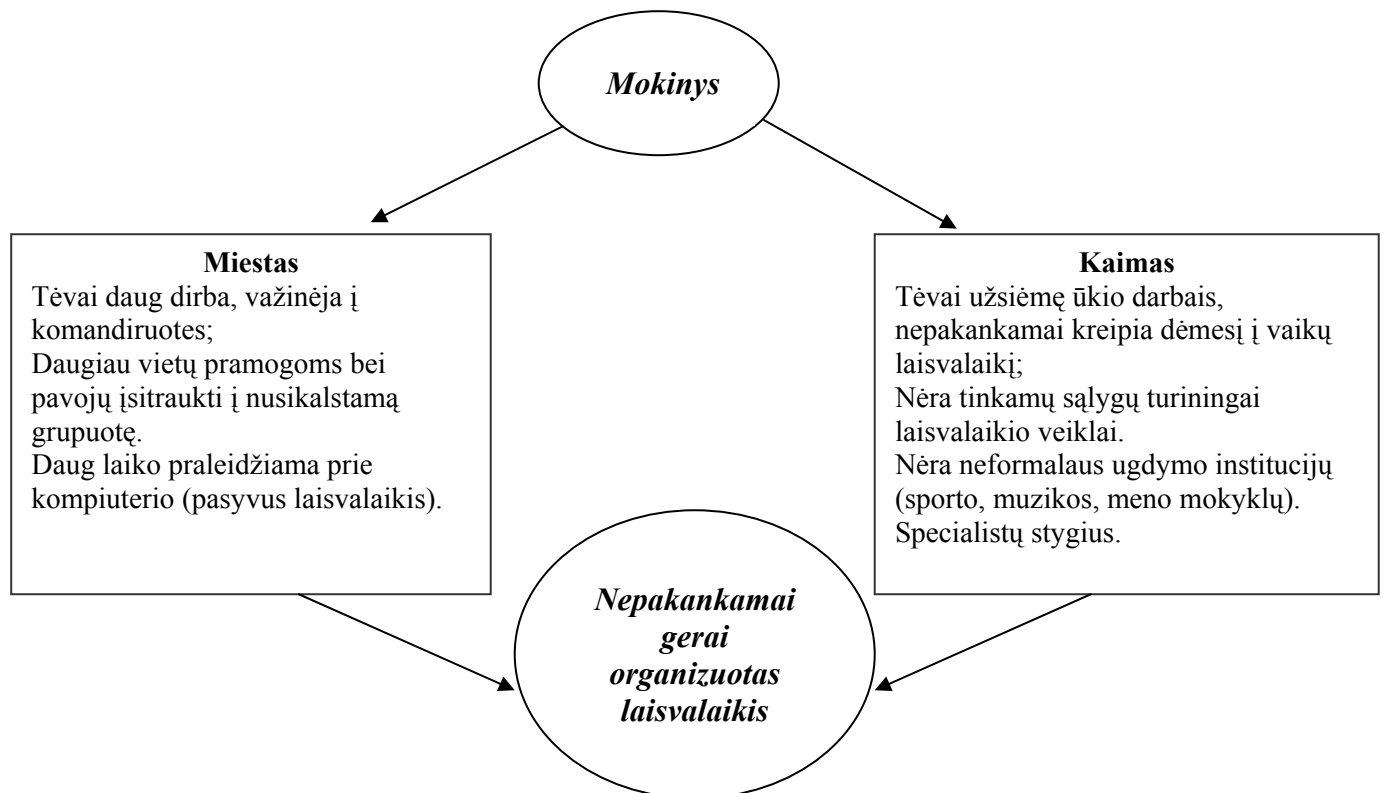 Mokinys
Miestas
Tėvai daug dirba, važinėja į
komandiruotes;
Daugiau vietų pramogoms bei
pavojų įsitraukti į nusikalstamą
grupuotę.
Daug laiko praleidžiama prie
kompiuterio (pasyvus laisvalaikis).
Kaimas
Tėvai užsiėmę ūkio darbais,
nepakankamai kreipia dėmesį į vaikų
laisvalaikį;
Nėra tinkamų sąlygų turiningai
laisvalaikio veiklai.
Nėra neformalaus ugdymo institucijų
(sporto, muzikos, meno mokyklų).
Specialistų stygius.
Nepakankamai
gerai
organizuotas
laisvalaikis